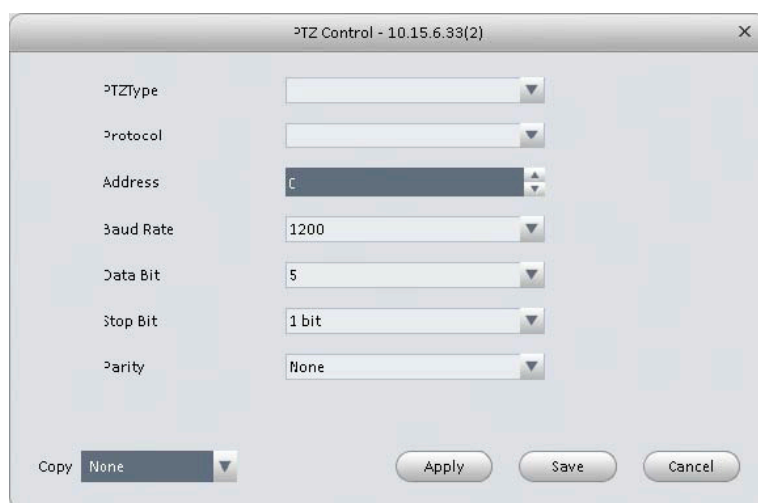 PTZ Control - 10.15.6.33(2)
PTZType
Protocol
Address
Baud Rate 1200
Data Bit 5
Stop Bit 1 bit
Parity None
Copy None Apply Save Cancel